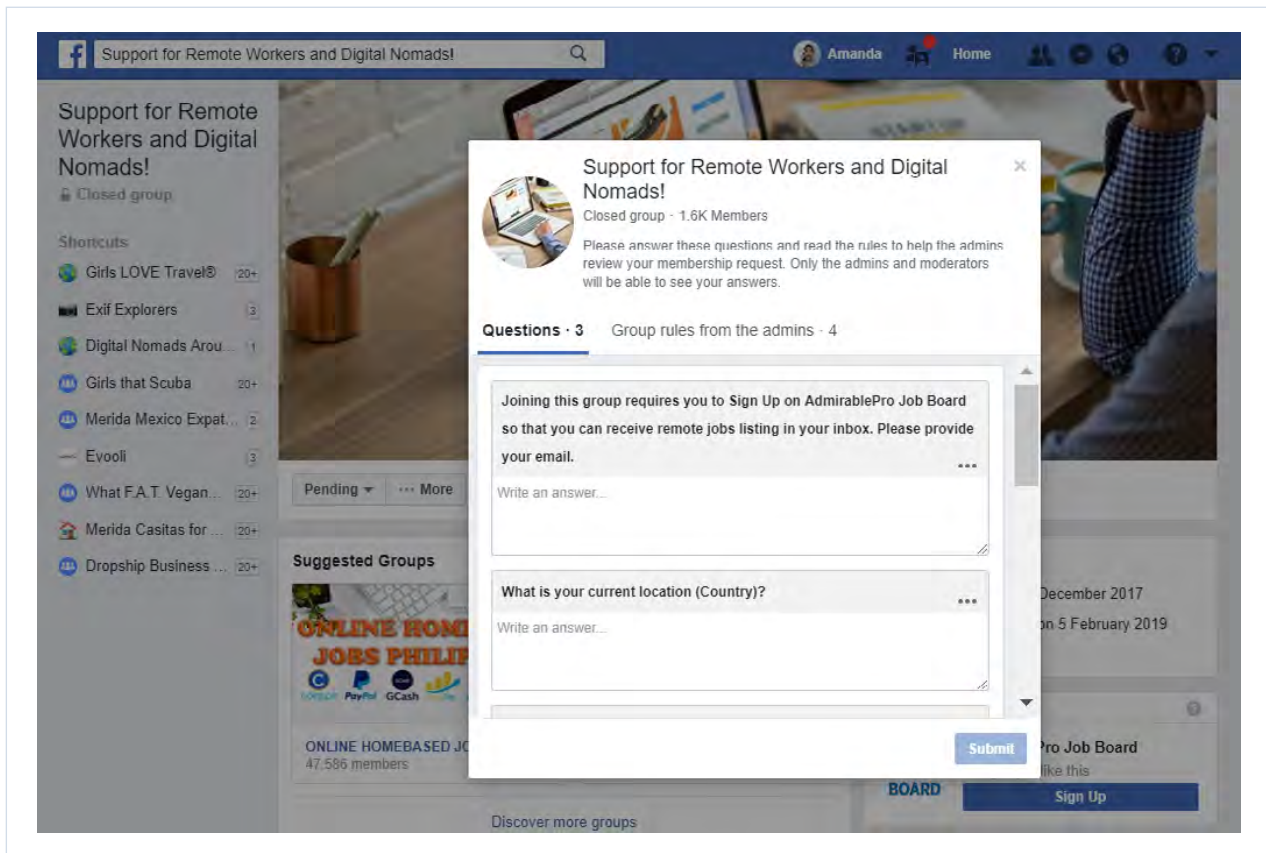 Support for Remote Workers and Digital Nomads!
Amanda
Home
Support for Remote
Workers and Digital
Nomads!
Closed group
Shortcuts
Girls LOVE Travel® 20+
Exif Explorers 3
Digital Nomads Arou... 1
Girls that Scuba 20+
Merida Mexico Expat... 2
Evooli 3
What F.A.T. Vegan... 20+
Merida Casitas for ... 20+
Dropship Business ... 20+
Support for Remote Workers and Digital
Nomads!
Closed group · 1.6K Members
Please answer these questions and read the rules to help the admins
review your membership request. Only the admins and moderators
will be able to see your answers.
Questions · 3 Group rules from the admins · 4
Joining this group requires you to Sign Up on AdmirablePro Job Board
so that you can receive remote jobs listing in your inbox. Please provide
your email.
Write an answer...
What is your current location (Country)?
Write an answer...
Submit
Pending ··· More
Suggested Groups
ONLINE HOME
JOBS PHILIP
PayPal GCash
ONLINE HOMEBASED JO
47,586 members
Discover more groups
December 2017
on 5 February 2019
Pro Job Board
like this
BOARD
Sign Up